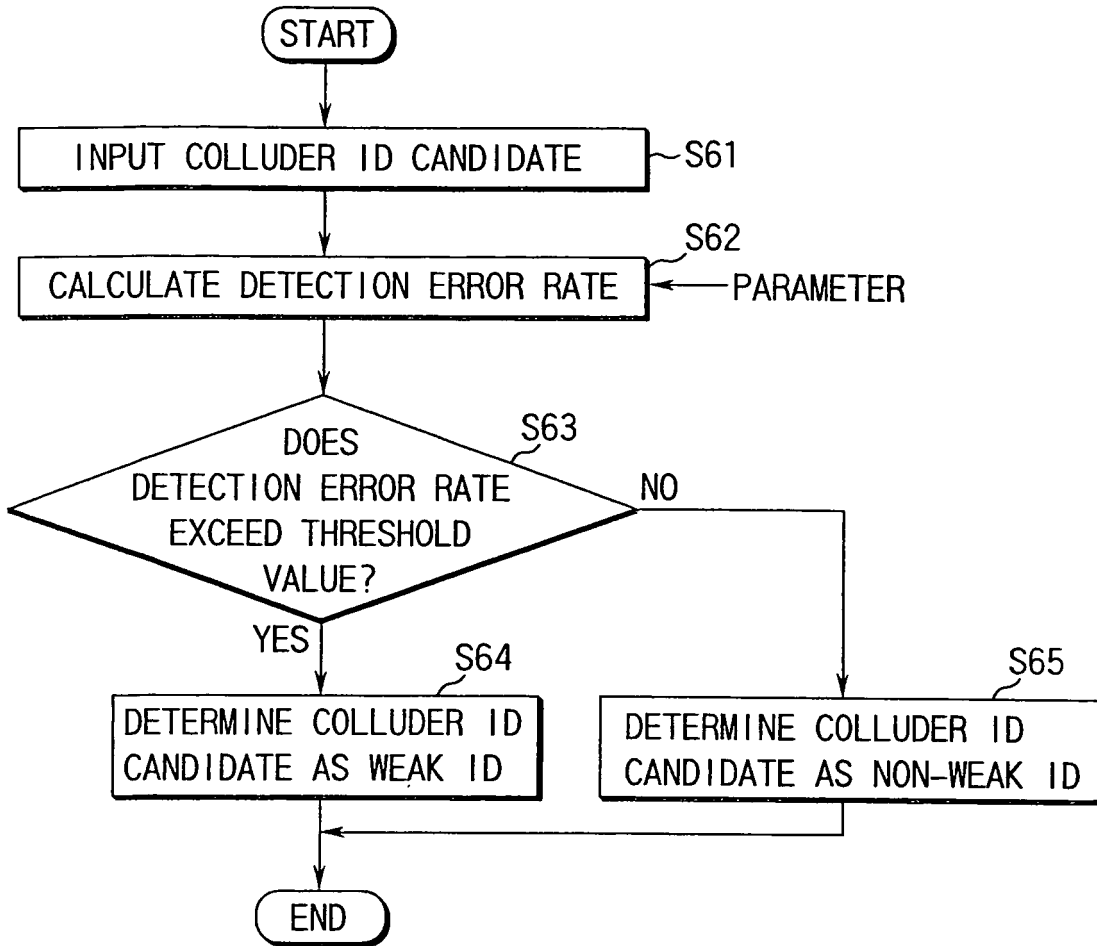 START
INPUT COLLUDER ID CANDIDATE
S61
S62
CALCULATE DETECTION ERROR RATE
PARAMETER
S63
DOES
DETECTION ERROR RATE
EXCEED THRESHOLD
VALUE?
NO
YES
S64
DETERMINE COLLUDER ID
CANDIDATE AS WEAK ID
S65
DETERMINE COLLUDER ID
CANDIDATE AS NON-WEAK ID
END